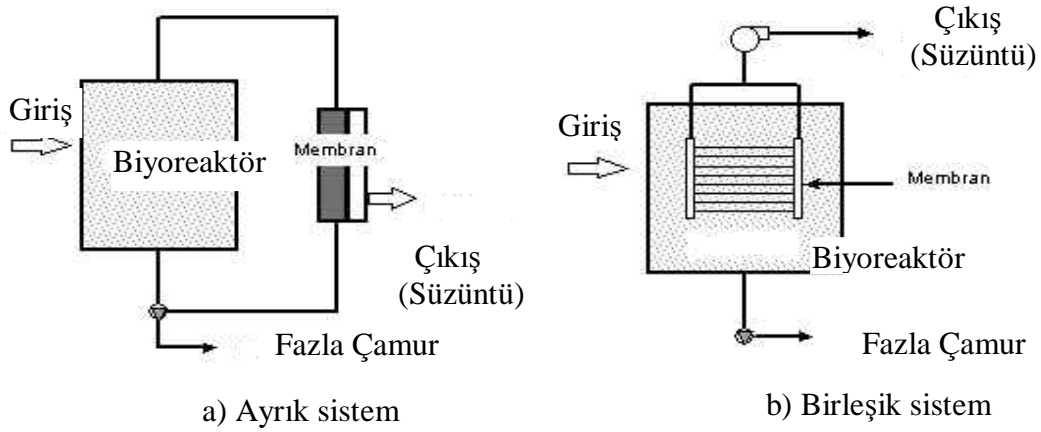 Giriş
Biyoreaktör
Membran
Çıkış
(Süzüntü)
Fazla Çamur
a) Ayrık sistem
Çıkış
(Süzüntü)
Giriş
Membran
Biyoreaktör
Fazla Çamur
b) Birleşik sistem